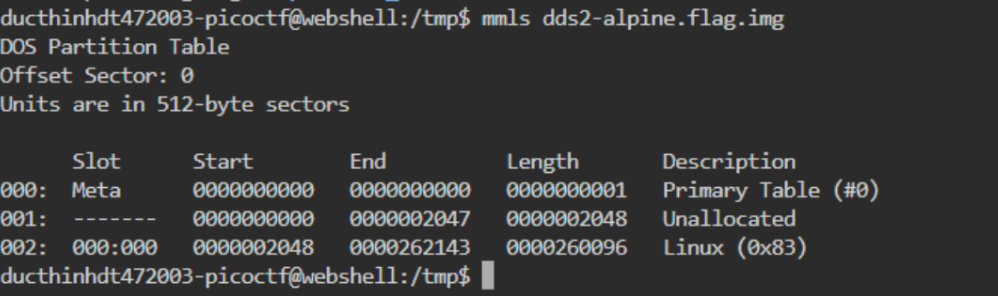 ducthinhdt472003-picoctf@webshell:/tmp$ mmls dds2-alpine.flag.img
DOS Partition Table
Offset Sector: 0
Units are in 512-byte sectors
Slot Start End Length Description
000: Meta 0000000000 0000000000 0000000001 Primary Table (#0)
001: ------- 0000000000 0000002047 0000002048 Unallocated
002: 000:000 0000002048 0000262143 0000260096 Linux (0x83)
ducthinhdt472003-picoctf@webshell:/tmp$